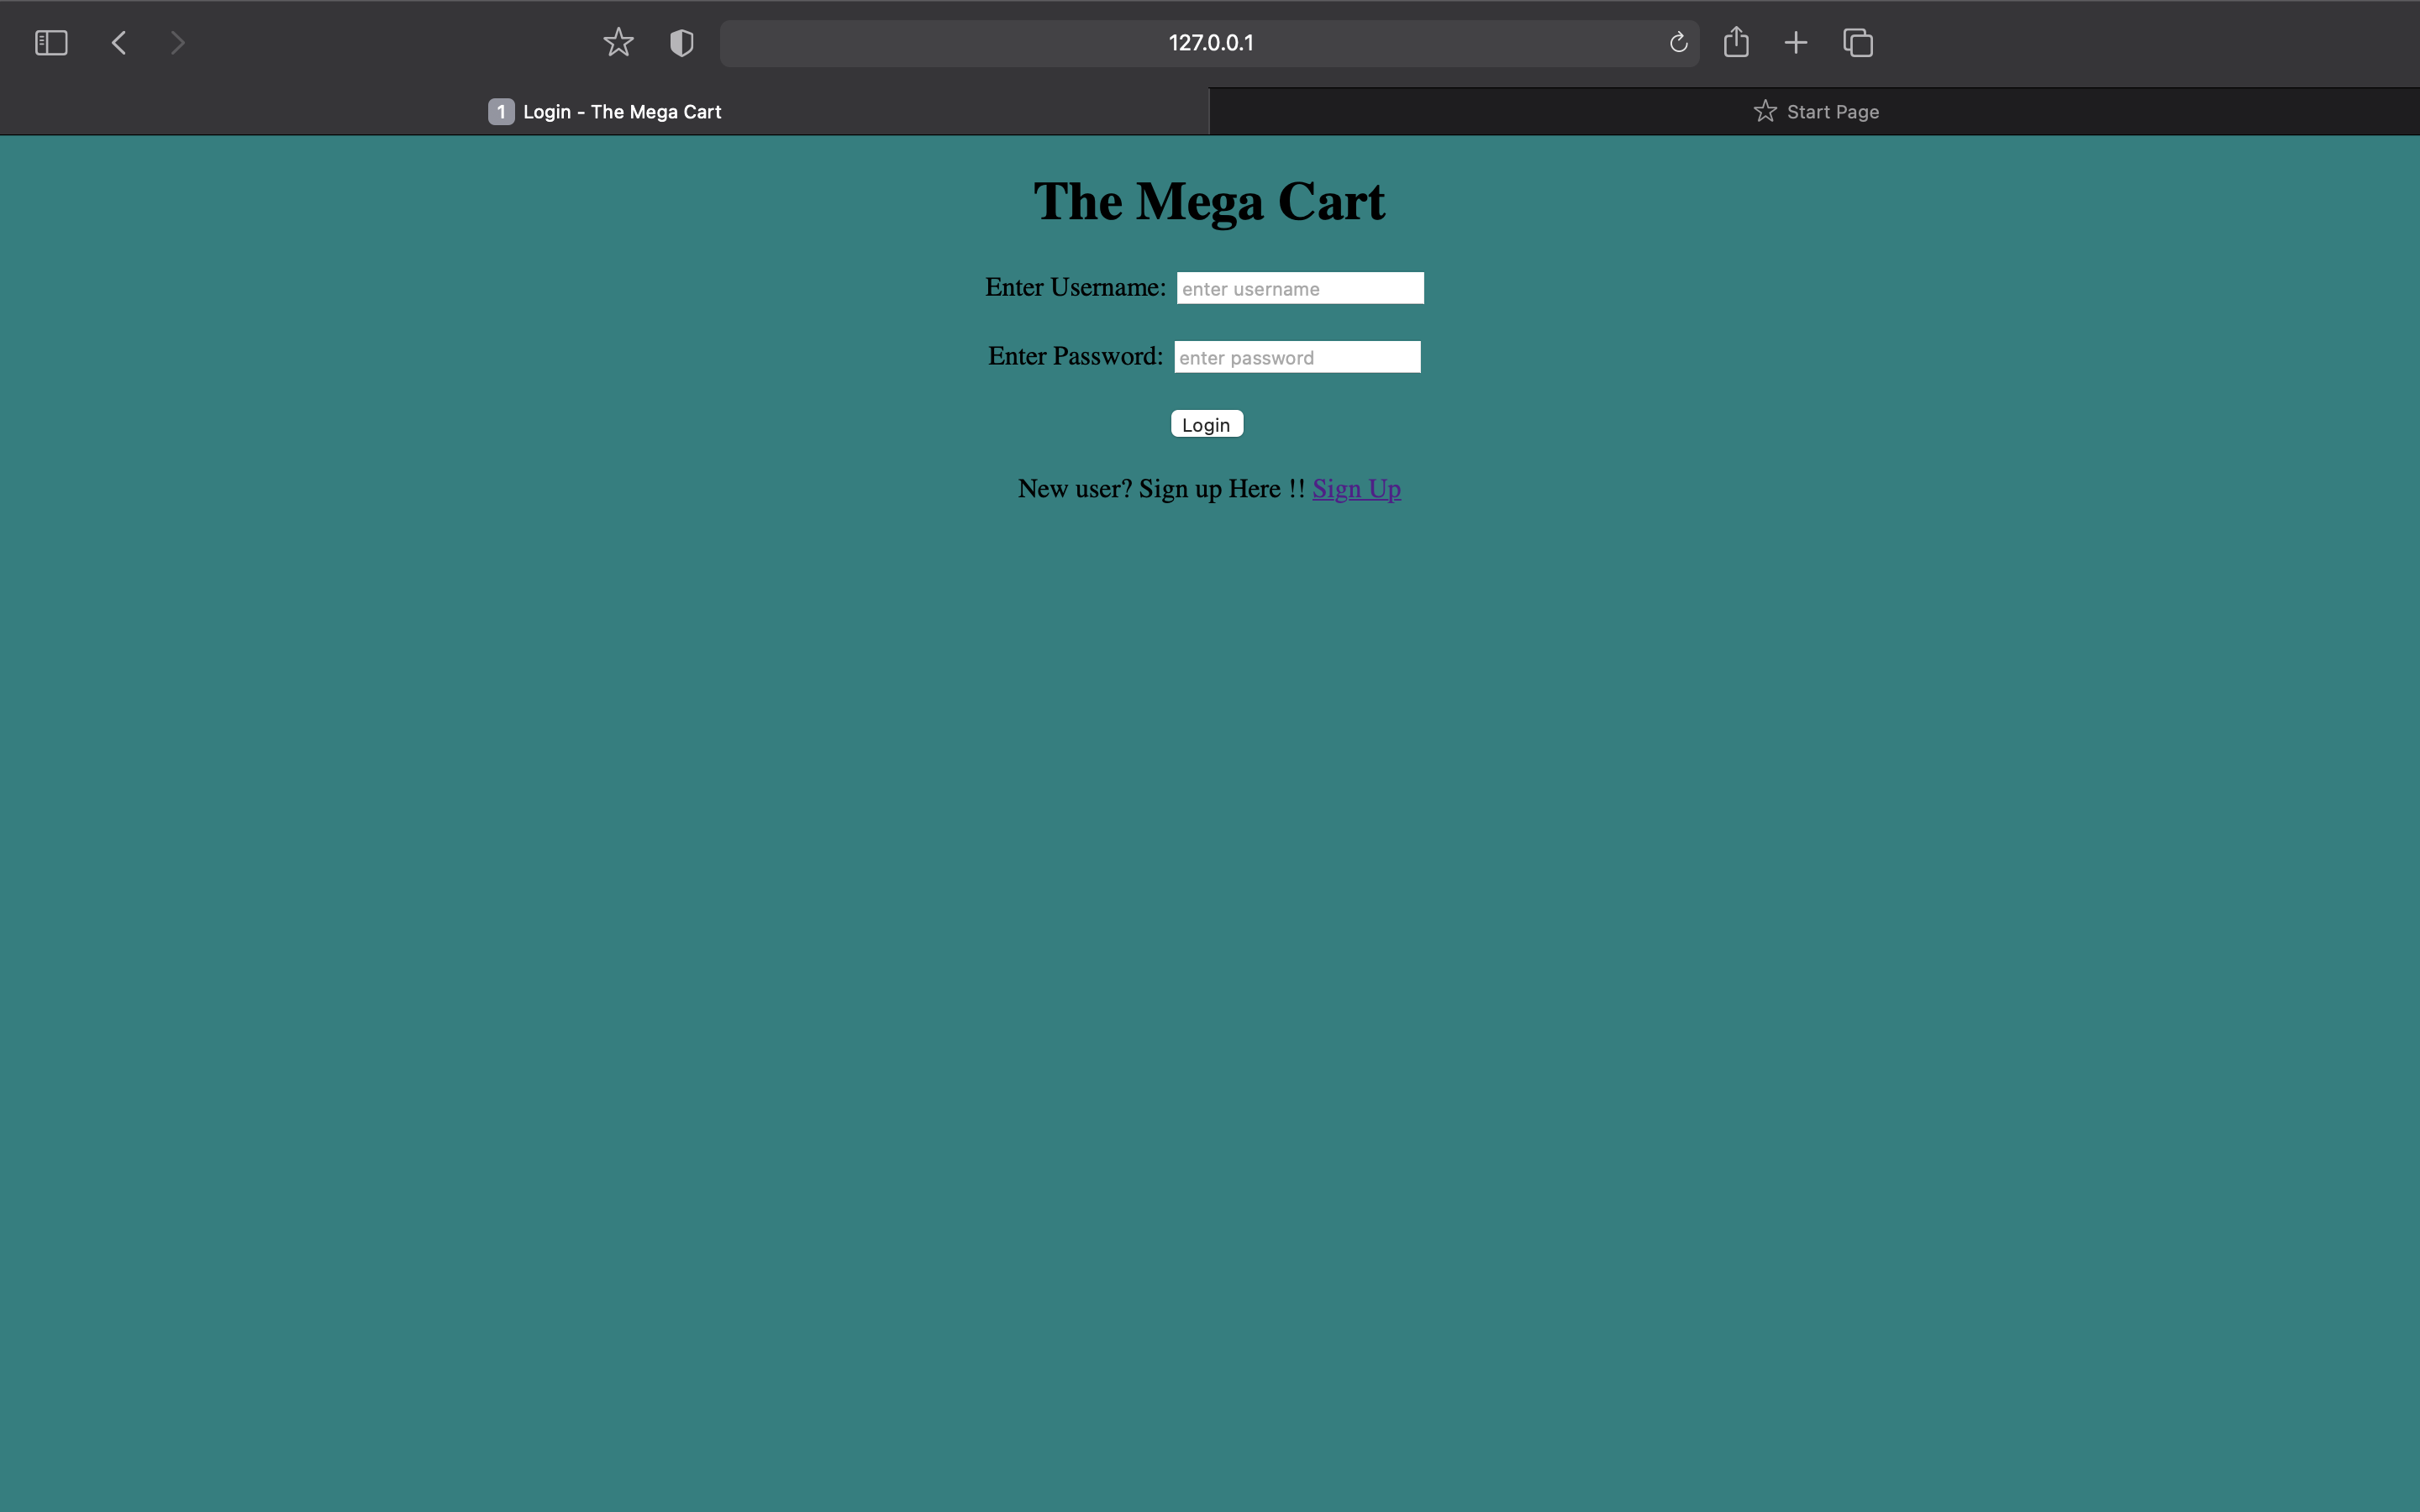 127.0.0.1
1 Login - The Mega Cart
Start Page
The Mega Cart
Enter Username: enter username
Enter Password: enter password
Login
New user? Sign up Here !! Sign Up